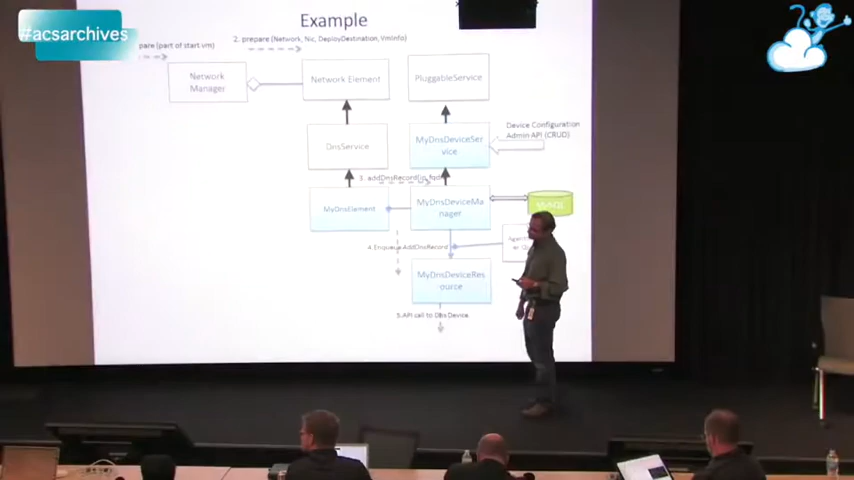 #acsarchives
Example
pare (part of start vm)
2. prepare (Network, Nic, DeployDestination, VmInfo)
Network
Manager
Network Element
PluggableService
DnsService
MyDnsDeviceSer
vice
Device Configuration
Admin API (CRUD)
3. addDnsRecord(ip, fqd
MyDnsElement
MyDnsDeviceMa
nager
MySQL
4. Enqueue AddDnsRecord
MyDnsDeviceRes
ource
5.API call to Dns Device